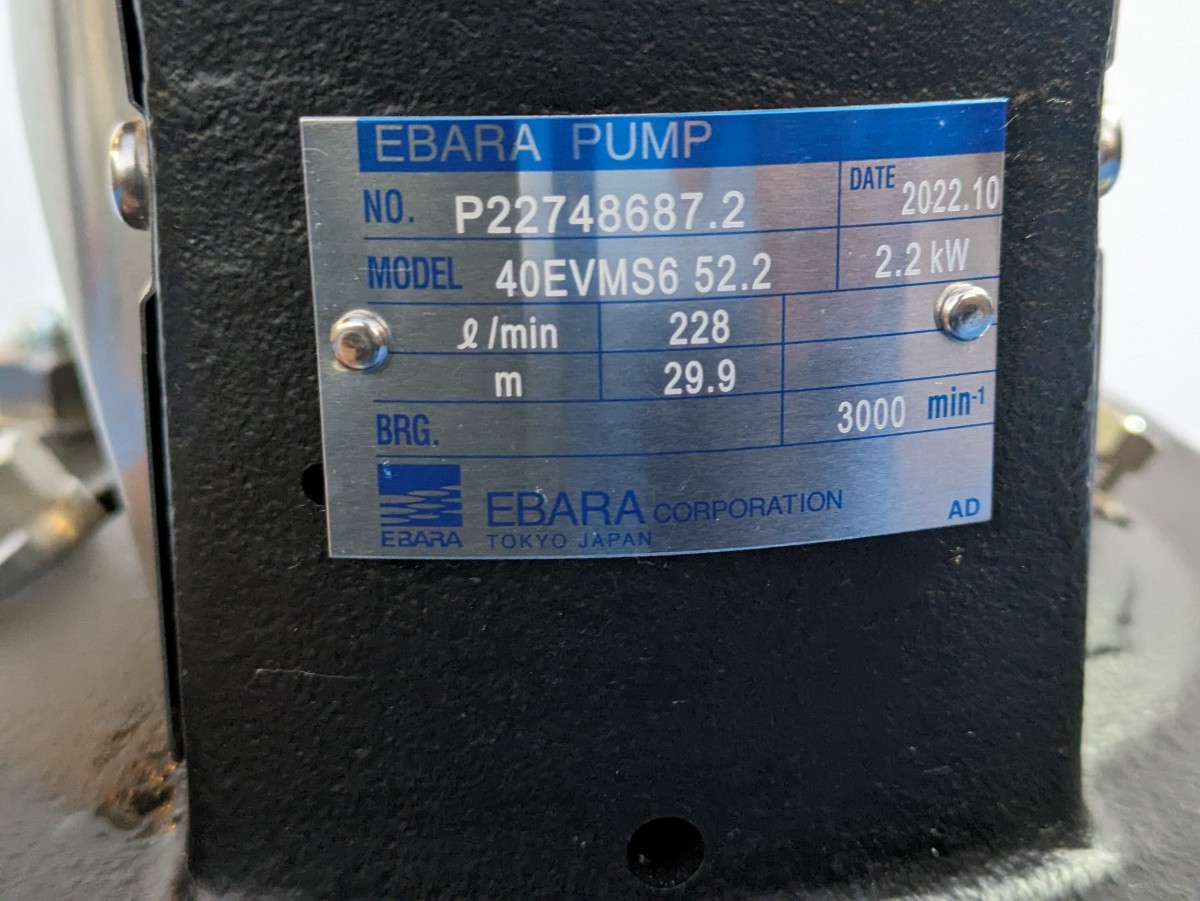 EBARA PUMP
NO. P22748687.2 DATE 2022.10
MODEL 40EVMS6 52.2 2.2 kW
ℓ/min 228
m 29.9
BRG. 3000 min-1
EBARA CORPORATION
EBARA TOKYO JAPAN AD